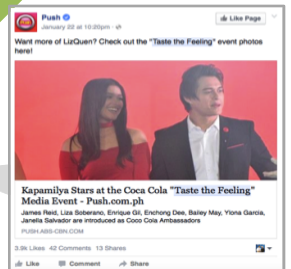 Push
Like Page
January 22 at 10:20pm
Want more of LizQuen? Check out the "Taste the Feeling" event photos
here!
Kapamilya Stars at the Coca Cola "Taste the Feeling"
Media Event - Push.com.ph
James Reid, Liza Soberano, Enrique Gil, Enchong Dee, Bailey May, Ylona Garcia,
Janella Salvador are introduced as Coco Cola Ambassadors
PUSH.ABS-CBN.COM
3.9k Likes 42 Comments 13 Shares
Like Comment Share